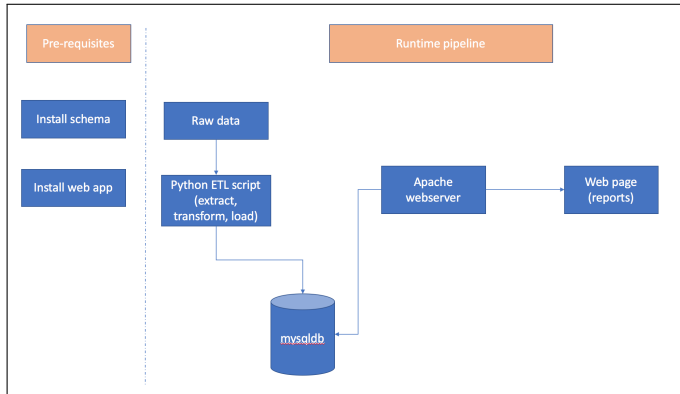 Pre-requisites
Runtime pipeline
Install schema
Raw data
Install web app
Python ETL script
(extract,
transform, load)
Apache
webserver
Web page
(reports)
mysqldb